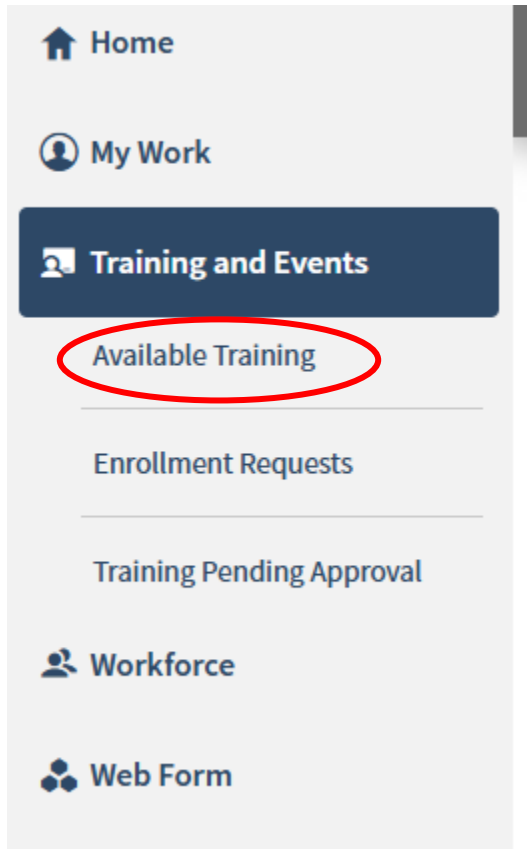 Home
My Work
Training and Events
Available Training
Enrollment Requests
Training Pending Approval
Workforce
Web Form